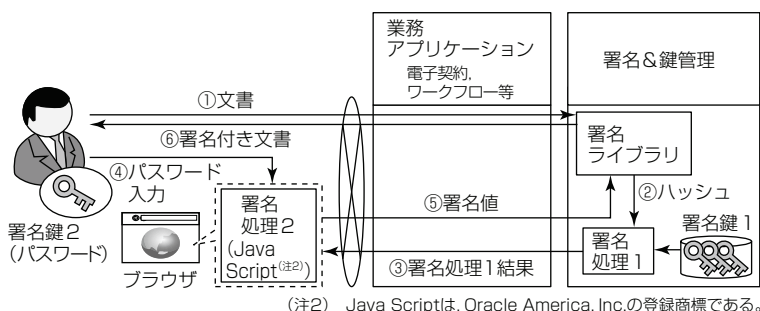 業務
アプリケーション
電子契約,
ワークフロー等
署名&鍵管理
①文書
⑥署名付き文書
④パスワード
入力
署名鍵2
(パスワード)
ブラウザ
署名
処理2
(Java
Script(注2))
⑤署名値
③署名処理1結果
署名
ライブラリ
②ハッシュ
署名鍵1
署名
処理1
(注2) Java Scriptは, Oracle America, Inc.の登録商標である。